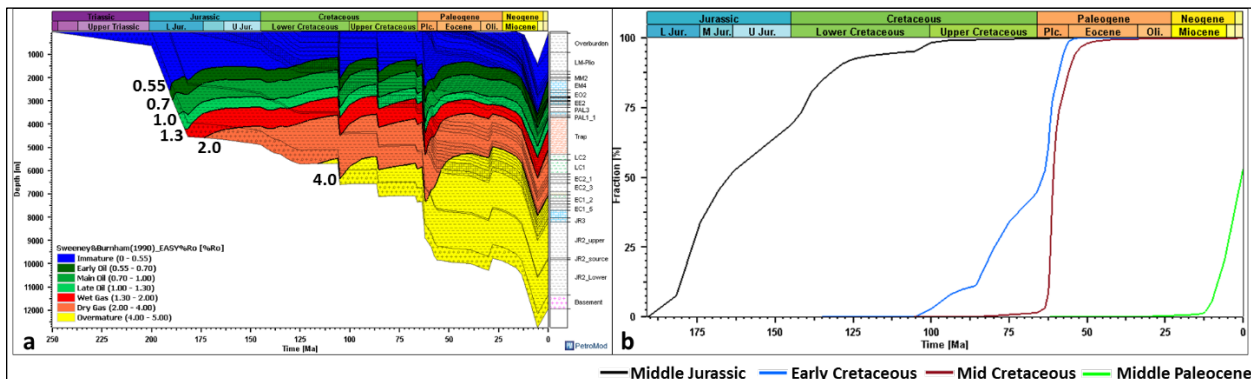 Triassic Jurassic Cretaceous Paleogene Neogene
Upper Triassic L Jur. U Jur. Lower Cretaceous Upper Cretaceous Plc. Eocene Oli. Miocene
1000
2000
3000
4000
5000
6000
7000
8000
9000
10000
11000
12000
Depth [m]
0.55
0.7
1.0
1.3
2.0
4.0
Sweeney&Burnham(1990)_EASY%Ro [%Ro]
Immature (0 - 0.55)
Early Oil (0.55 - 0.70)
Main Oil (0.70 - 1.00)
Late Oil (1.00 - 1.30)
Wet Gas (1.30 - 2.00)
Dry Gas (2.00 - 4.00)
Overmature (4.00 - 5.00)
a
250 225 200 175 150 125 100 75 50 25 0
Time [Ma]
PetroMod
Overburden
LM-Plio
MM2
EM4
EO2
EE2
PAL3
PAL1_1
Trap
LC2
LC1
EC2_1
EC2_3
EC1_2
EC1_5
JR3
JR2_upper
JR2_source
JR2_Lower
Basement
Jurassic Cretaceous Paleogene Neogene
L Jur. M Jur. U Jur. Lower Cretaceous Upper Cretaceous Plc. Eocene Oli. Miocene
100
75
50
25
0
Fraction [%]
b
175 150 125 100 75 50 25 0
Time [Ma]
Middle Jurassic Early Cretaceous Mid Cretaceous Middle Paleocene